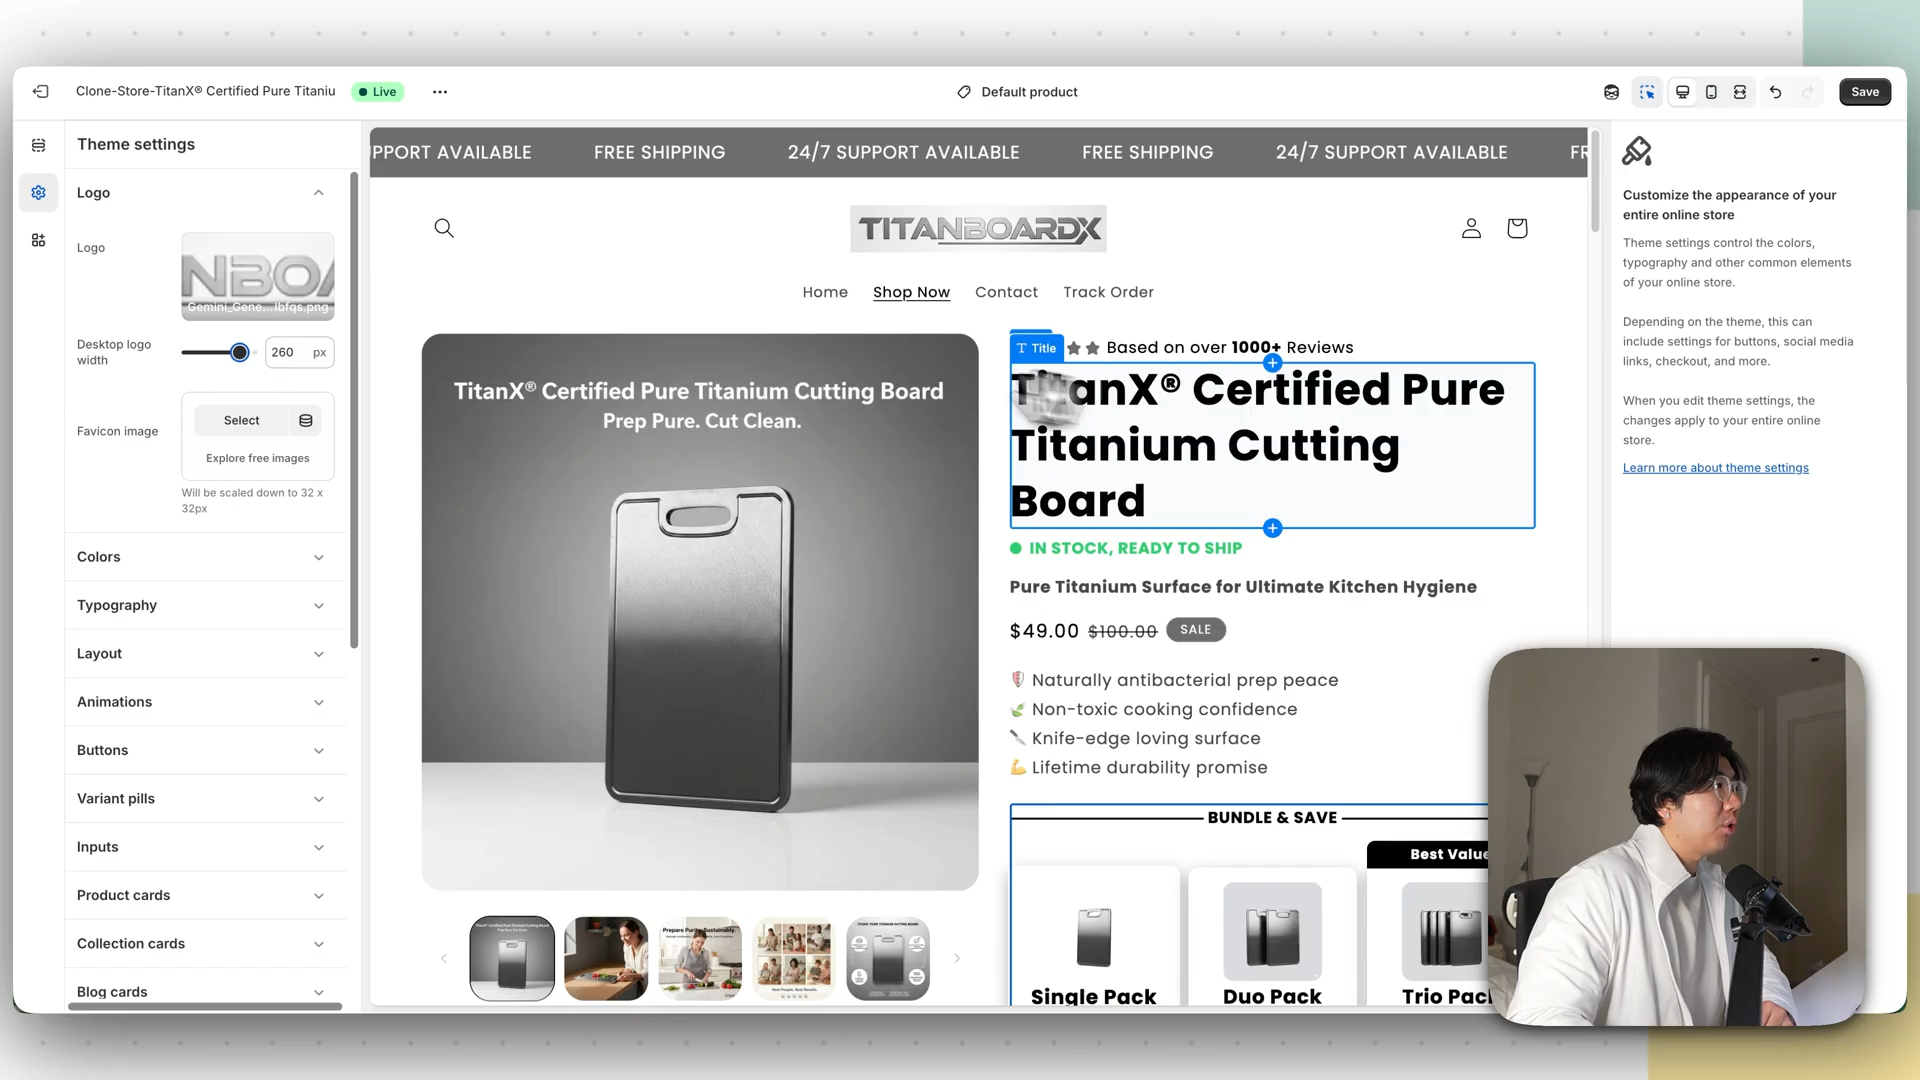 Clone-Store-TitanX® Certified Pure Titaniu
Live
Default product
Save
Theme settings
Logo
Logo
NBOA
Gemini_Gene...lbfqs.png
Desktop logo
width
260 px
Favicon image
Select
Explore free images
Will be scaled down to 32 x
32px
Colors
Typography
Layout
Animations
Buttons
Variant pills
Inputs
Product cards
Collection cards
Blog cards
PPORT AVAILABLE FREE SHIPPING 24/7 SUPPORT AVAILABLE FREE SHIPPING 24/7 SUPPORT AVAILABLE FR
TITANBOARDX
Home Shop Now Contact Track Order
TitanX® Certified Pure Titanium Cutting Board
Prep Pure. Cut Clean.
Title
Based on over 1000+ Reviews
TitanX® Certified Pure
Titanium Cutting
Board
IN STOCK, READY TO SHIP
Pure Titanium Surface for Ultimate Kitchen Hygiene
$49.00 $100.00 SALE
Naturally antibacterial prep peace
Non-toxic cooking confidence
Knife-edge loving surface
Lifetime durability promise
BUNDLE & SAVE
Best Value
Single Pack
Duo Pack
Trio Pac
Customize the appearance of your
entire online store
Theme settings control the colors,
typography and other common elements
of your online store.
Depending on the theme, this can
include settings for buttons, social media
links, checkout, and more.
When you edit theme settings, the
changes apply to your entire online
store.
Learn more about theme settings